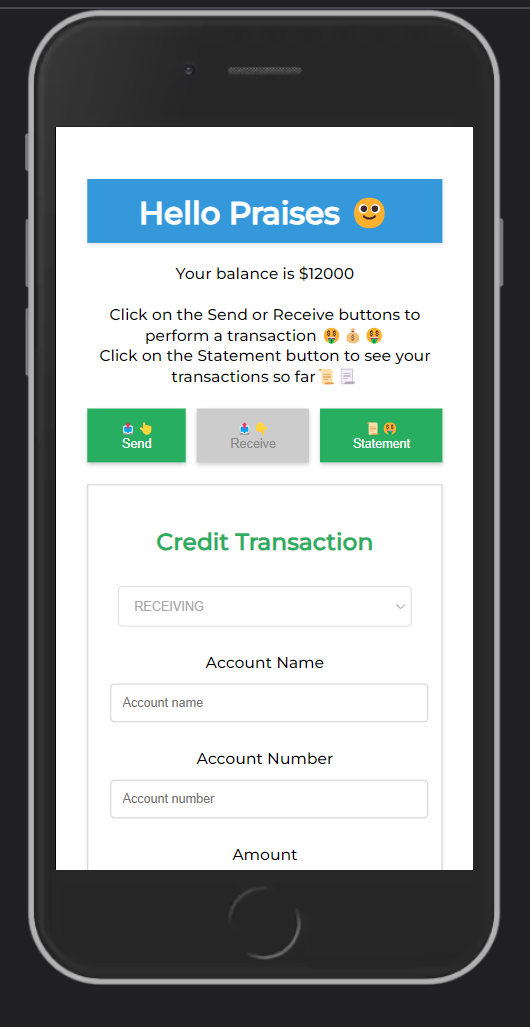 Hello Praises 🙂
Your balance is $12000
Click on the Send or Receive buttons to
perform a transaction 🤑 💰 🤑
Click on the Statement button to see your
transactions so far📜 📃
📤 👆
Send
📤 👇
Receive
📜 🤑
Statement
Credit Transaction
RECEIVING
Account Name
Account name
Account Number
Account number
Amount